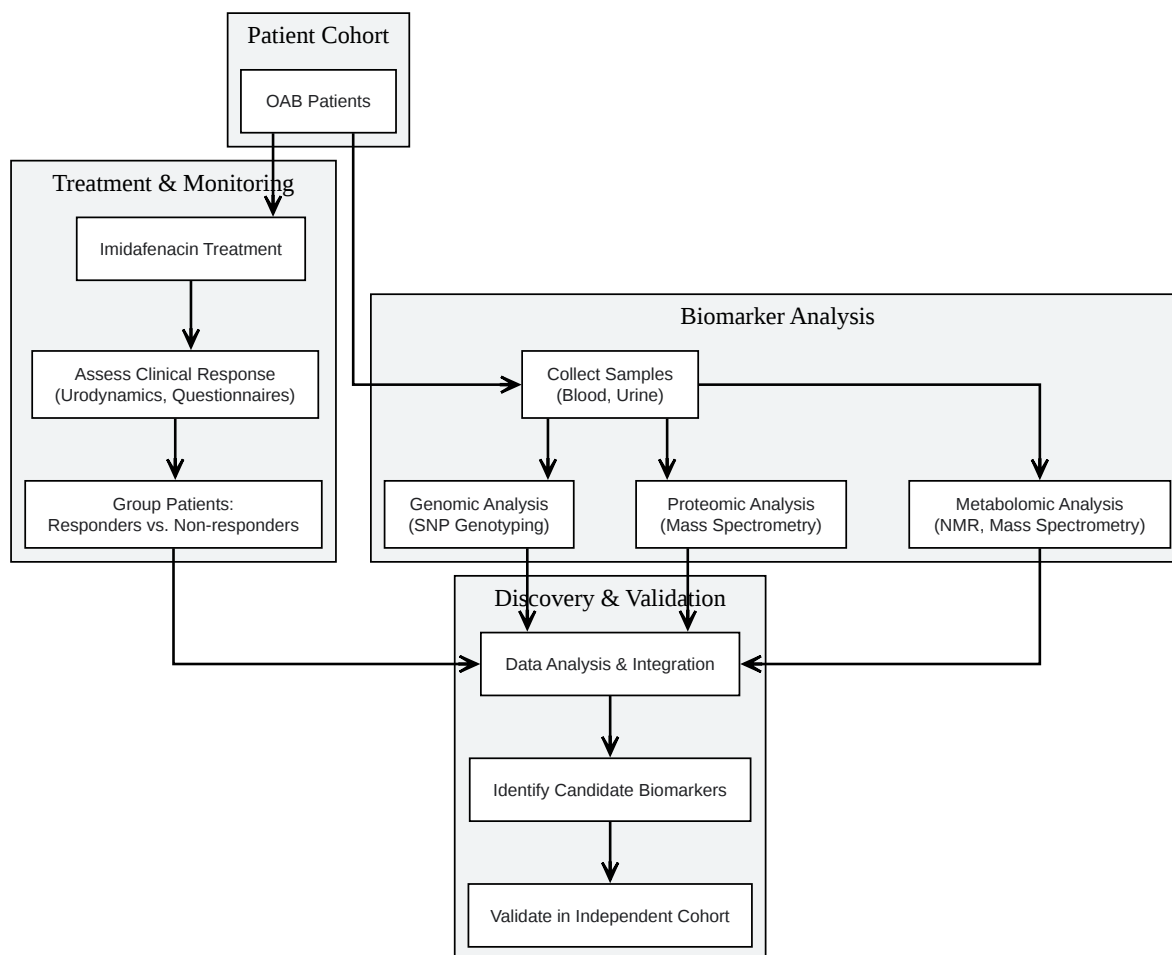 Patient Cohort
OAB Patients
Treatment & Monitoring
Imidafenacin Treatment
Assess Clinical Response
(Urodynamics, Questionnaires)
Group Patients:
Responders vs. Non-responders
Biomarker Analysis
Collect Samples
(Blood, Urine)
Genomic Analysis
(SNP Genotyping)
Proteomic Analysis
(Mass Spectrometry)
Metabolomic Analysis
(NMR, Mass Spectrometry)
Discovery & Validation
Data Analysis & Integration
Identify Candidate Biomarkers
Validate in Independent Cohort